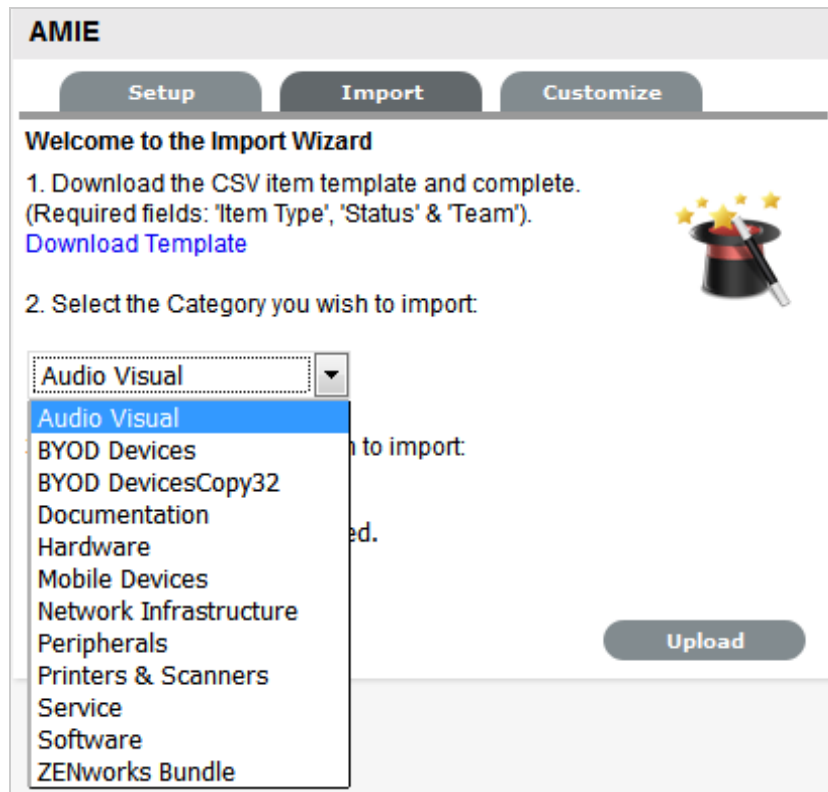 AMIE
Setup Import Customize
Welcome to the Import Wizard
1. Download the CSV item template and complete.
(Required fields: 'Item Type', 'Status' & 'Team').
Download Template
2. Select the Category you wish to import:
Audio Visual
Audio Visual
BYOD Devices
to import:
BYOD DevicesCopy32
Documentation
Hardware
Mobile Devices
Network Infrastructure
Peripherals
Upload
Printers & Scanners
Service
Software
ZENworks Bundle